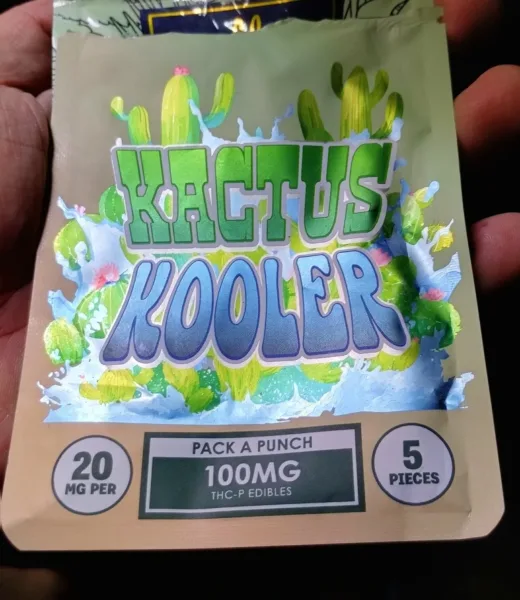 KACTUS
KOOLER
20
MG PER
PACK A PUNCH
100MG
THC-P EDIBLES
5
PIECES